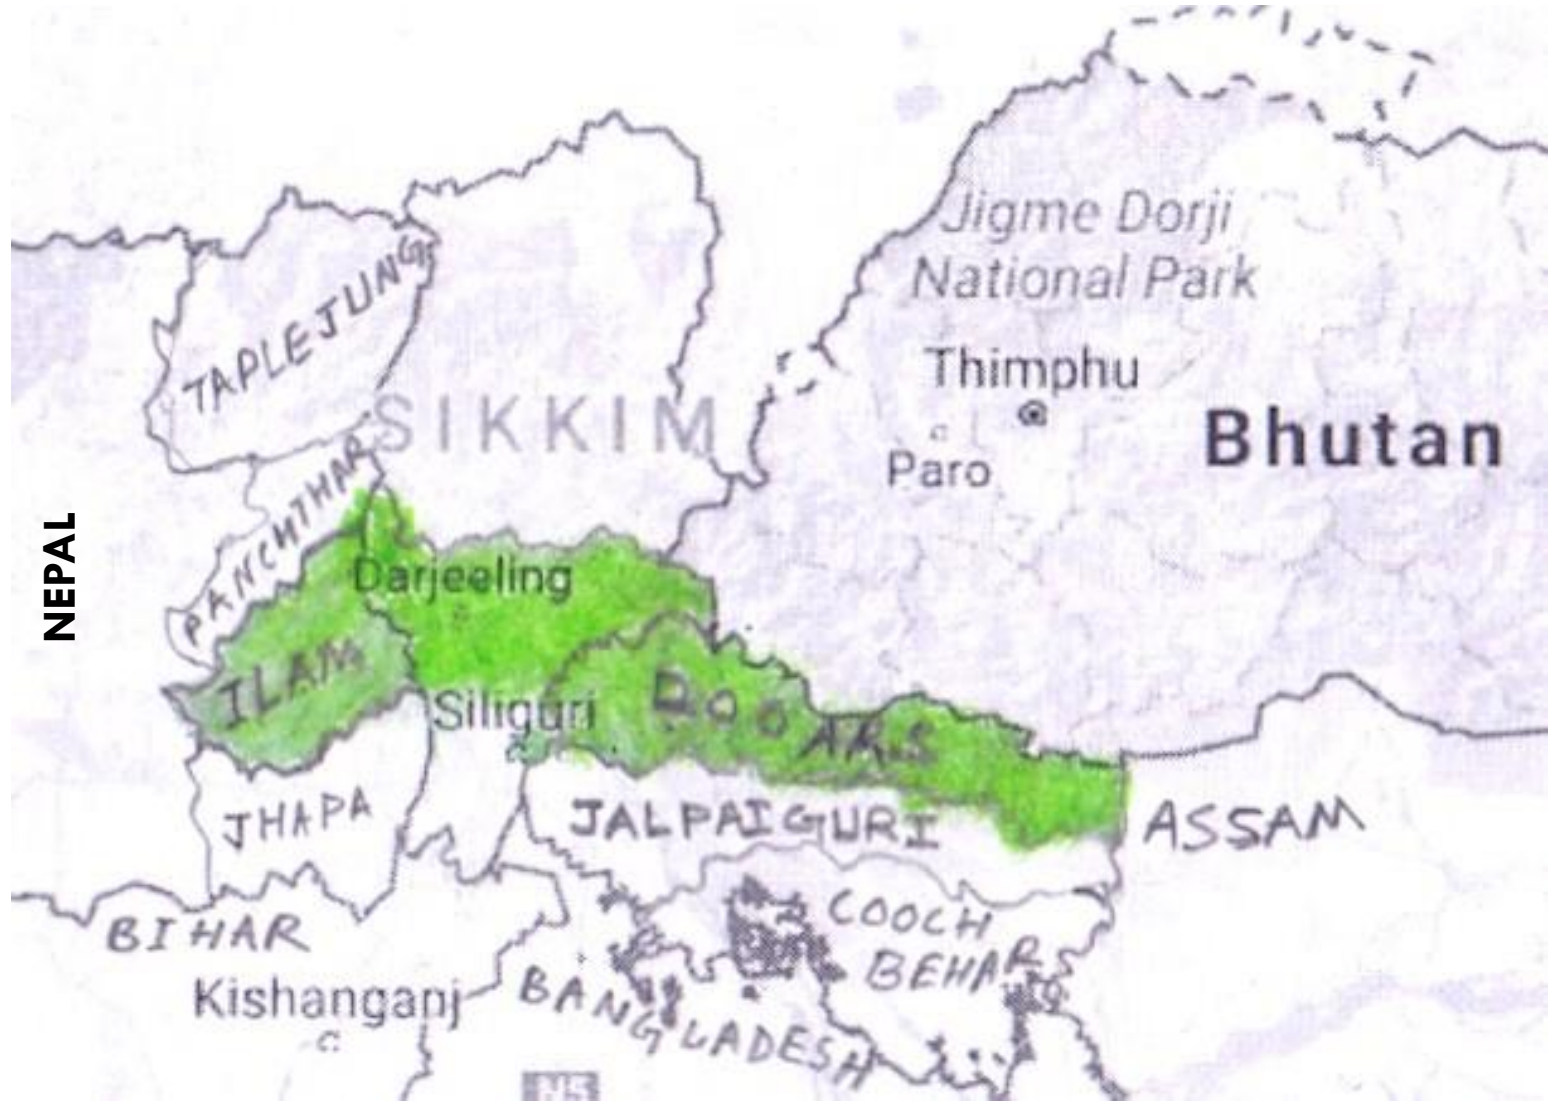 Jigme Dorji
National Park
TAPLEJUNG
Thimphu
SIKKIM
Bhutan
Paro
PANCHTHAR
NEPAL
Darjeeling
ILAM
Siliguri
DOOARS
JHAPA
JALPAIGURI
ASSAM
BIHAR
COOCH
BEHAR
Kishanganj
BANGLADESH
N5